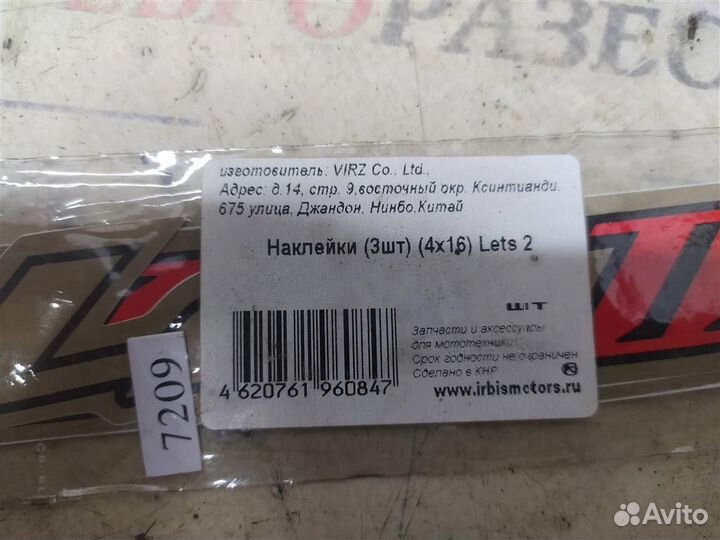 ЕВРОРАЗБО
изготовитель: VIRZ Co., Ltd.,
Адрес: д.14, стр. 9,восточный окр. Ксинтианди,
675 улица, Джандон, Нинбо,Китай
Наклейки (3шт) (4x16) Lets 2
шт
Запчасти и аксессуары
для мототехники
Срок годности не ограничен
Сделано в КНР
4 620761 960847
www.irbismotors.ru
7209
Avito